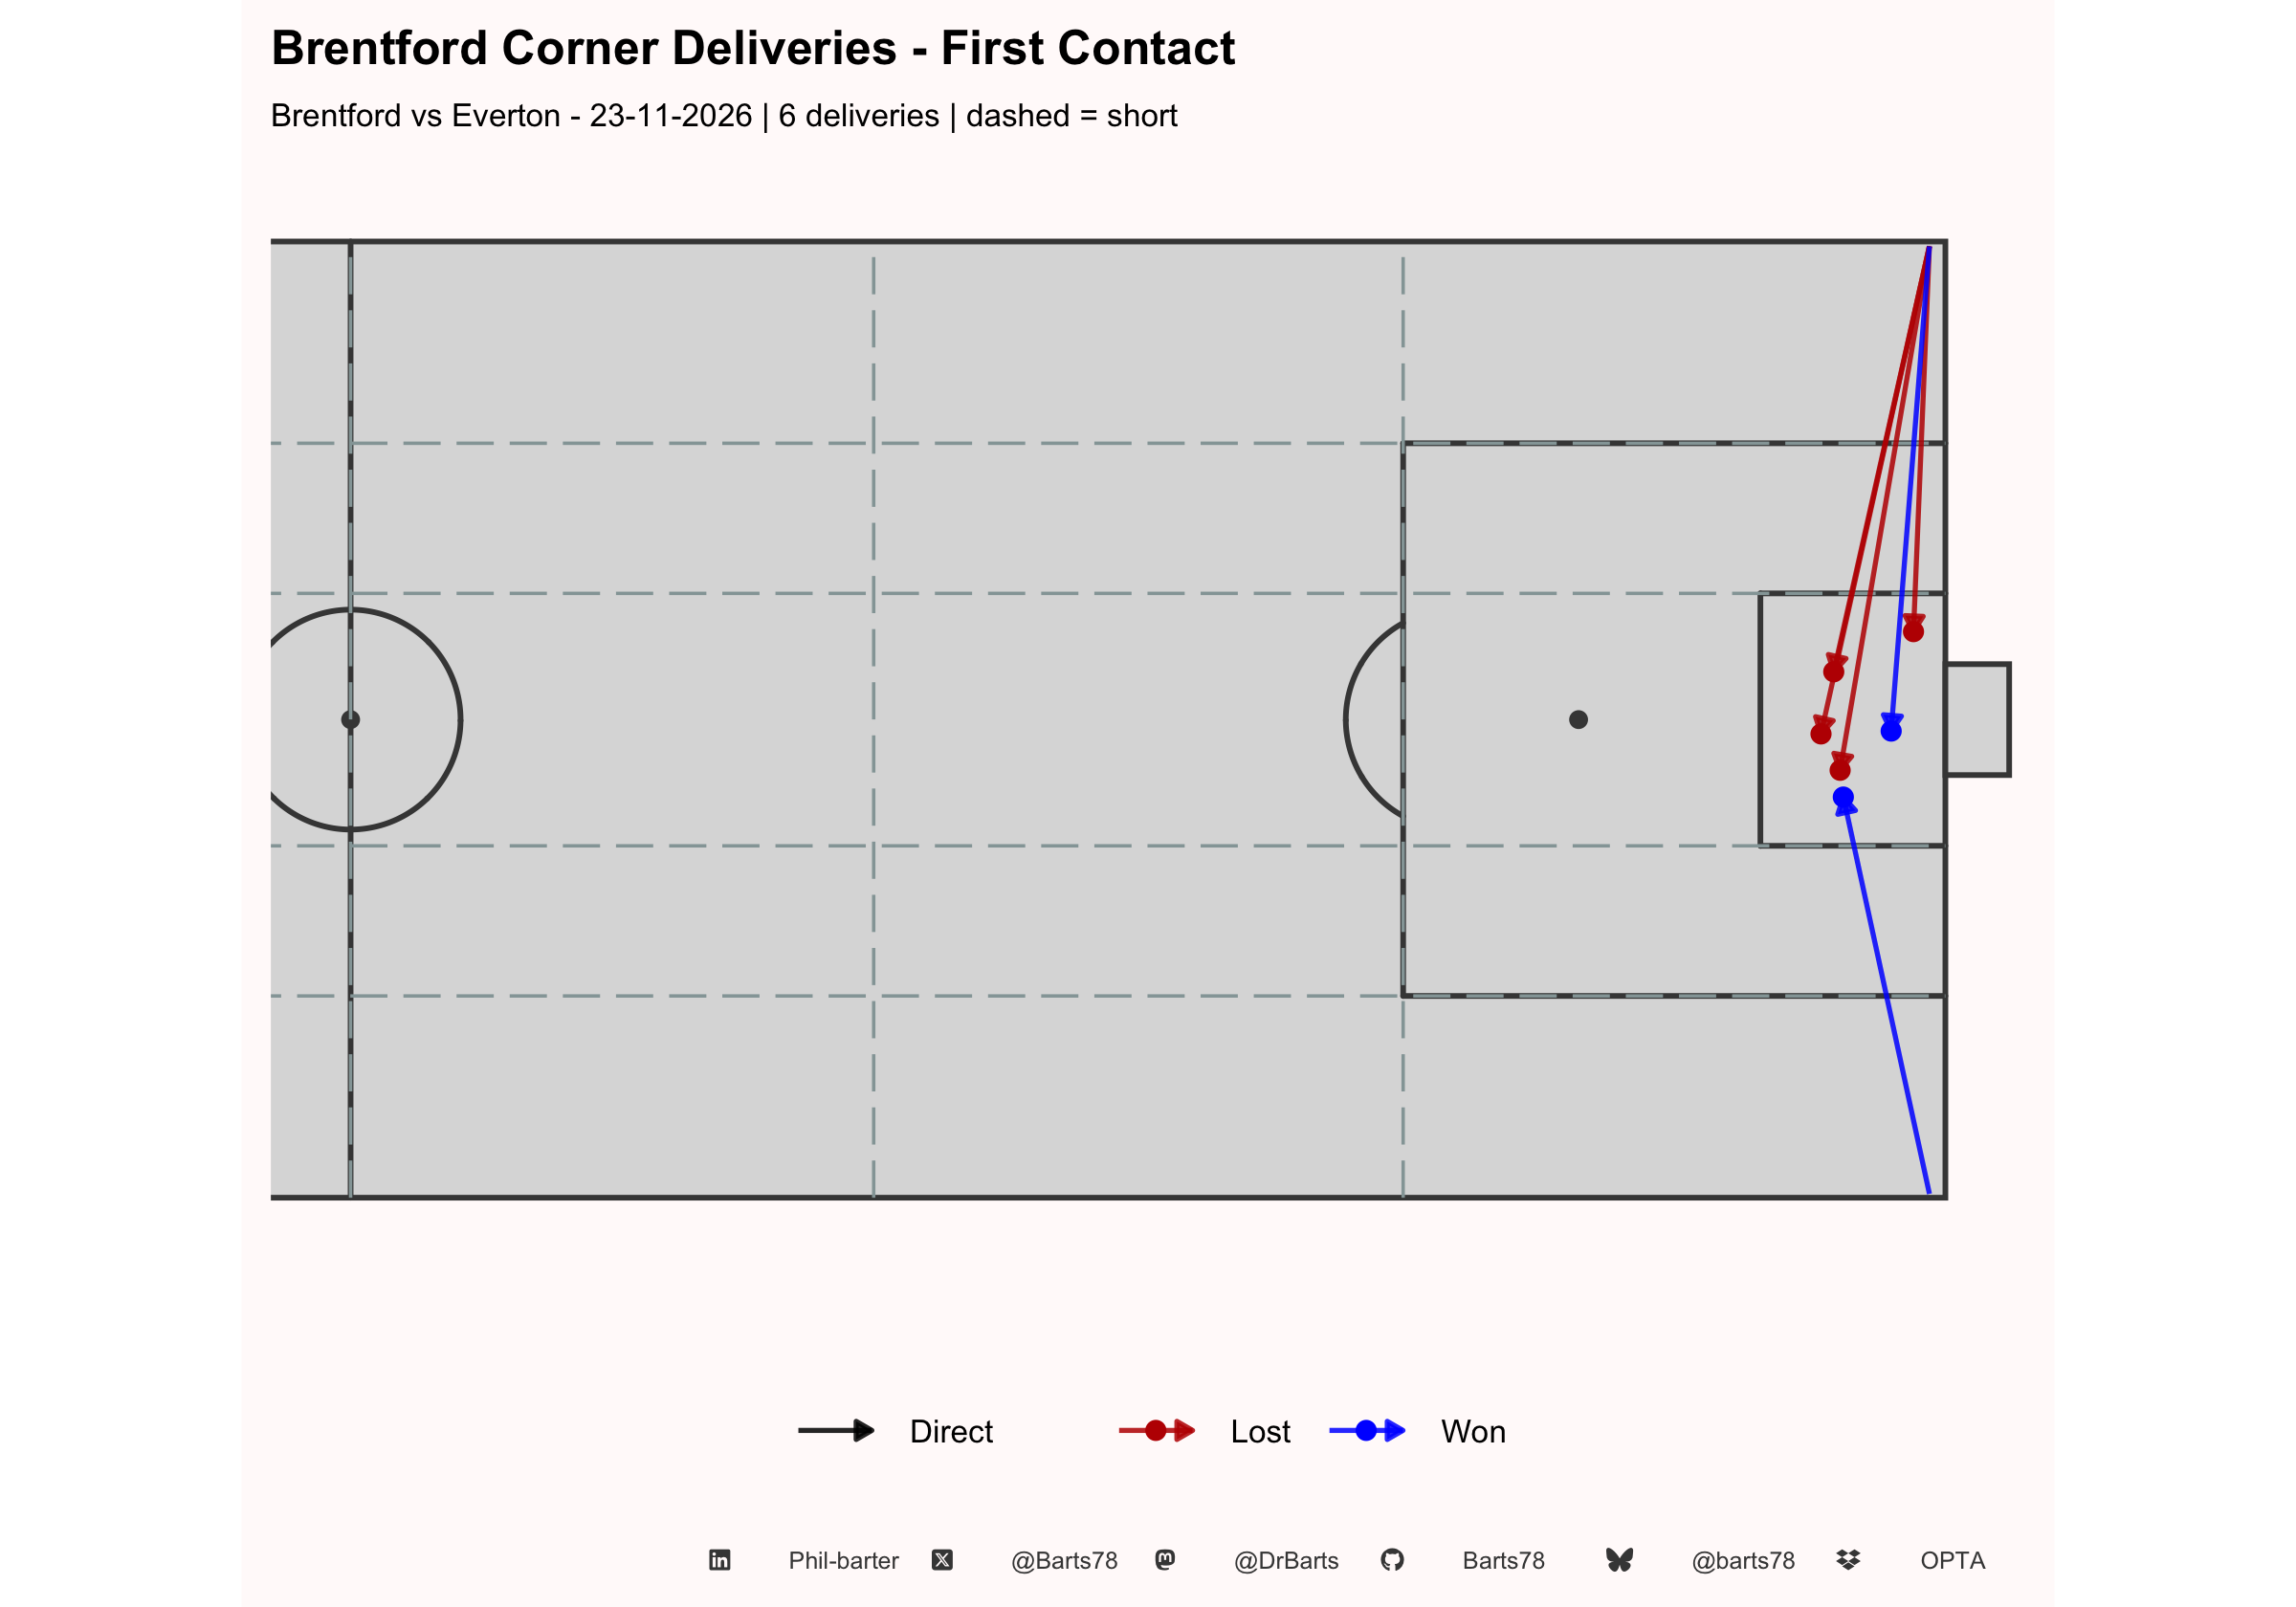 Brentford Corner Deliveries - First Contact
Brentford vs Everton - 23-11-2026 | 6 deliveries | dashed = short
Direct Lost Won
Phil-barter @Barts78 @DrBarts Barts78 @barts78 OPTA